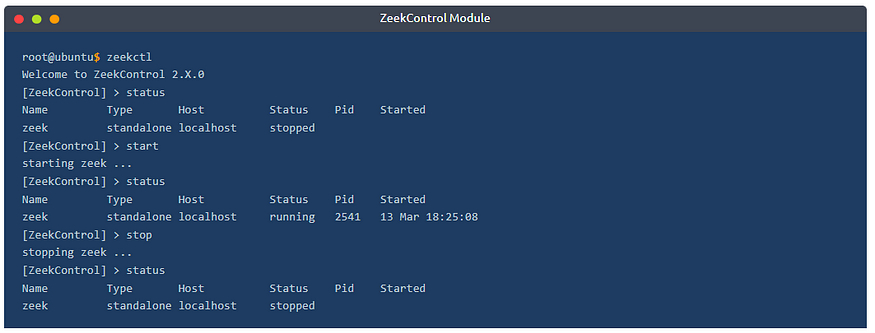 ZeekControl Module
root@ubuntu$ zeekctl
Welcome to ZeekControl 2.X.0
[ZeekControl] > status
Name         Type       Host          Status    Pid    Started
zeek         standalone localhost     stopped
[ZeekControl] > start
starting zeek ...
[ZeekControl] > status
Name         Type       Host          Status    Pid    Started
zeek         standalone localhost     running   2541   13 Mar 18:25:08
[ZeekControl] > stop
stopping zeek ...
[ZeekControl] > status
Name         Type       Host          Status    Pid    Started
zeek         standalone localhost     stopped